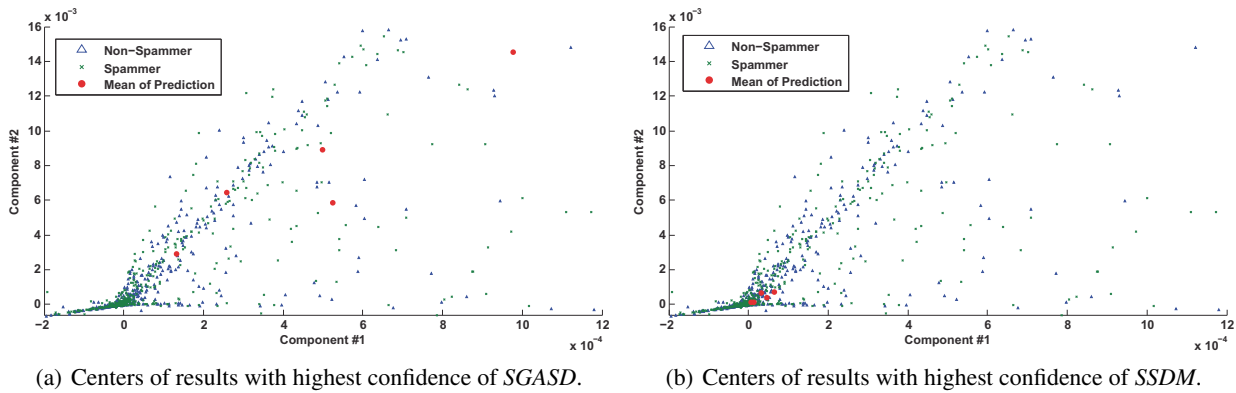 x 10⁻³
16
14
12
10
8
6
4
2
0
Component #2
Non−Spammer
Spammer
Mean of Prediction
−2
0
2
4
6
8
10
12
Component #1
x 10⁻⁴
(a) Centers of results with highest confidence of SGASD.
x 10⁻³
16
14
12
10
8
6
4
2
0
Component #2
Non−Spammer
Spammer
Mean of Prediction
−2
0
2
4
6
8
10
12
Component #1
x 10⁻⁴
(b) Centers of results with highest confidence of SSDM.